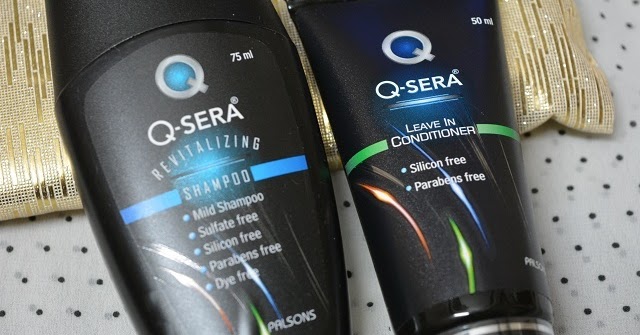 Q
75 ml
Q-SERA®
REVITALIZING
SHAMPOO
• Mild Shampoo
• Sulfate free
• Silicon free
• Parabens free
• Dye free
PALSONS
Q
50 ml
Q-SERA®
LEAVE IN
CONDITIONER
• Silicon free
• Parabens free